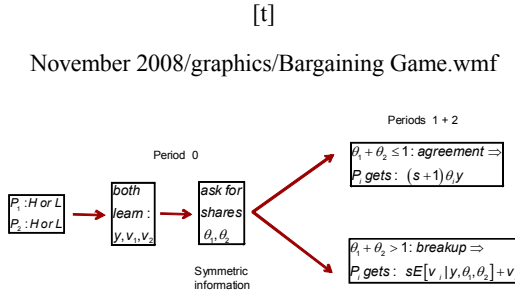 [t]
November 2008/graphics/Bargaining Game.wmf
Periods 1 + 2
Period 0
P₁ : H or L
P₂ : H or L
both
learn :
y, v₁, v₂
ask for
shares
θ₁, θ₂
Symmetric
information
θ₁ + θ₂ ≤ 1: agreement ⇒
Pᵢ gets : (s + 1) θᵢ y
θ₁ + θ₂ > 1: breakup ⇒
Pᵢ gets : sE[v ᵢ | y, θ₁, θ₂] + v